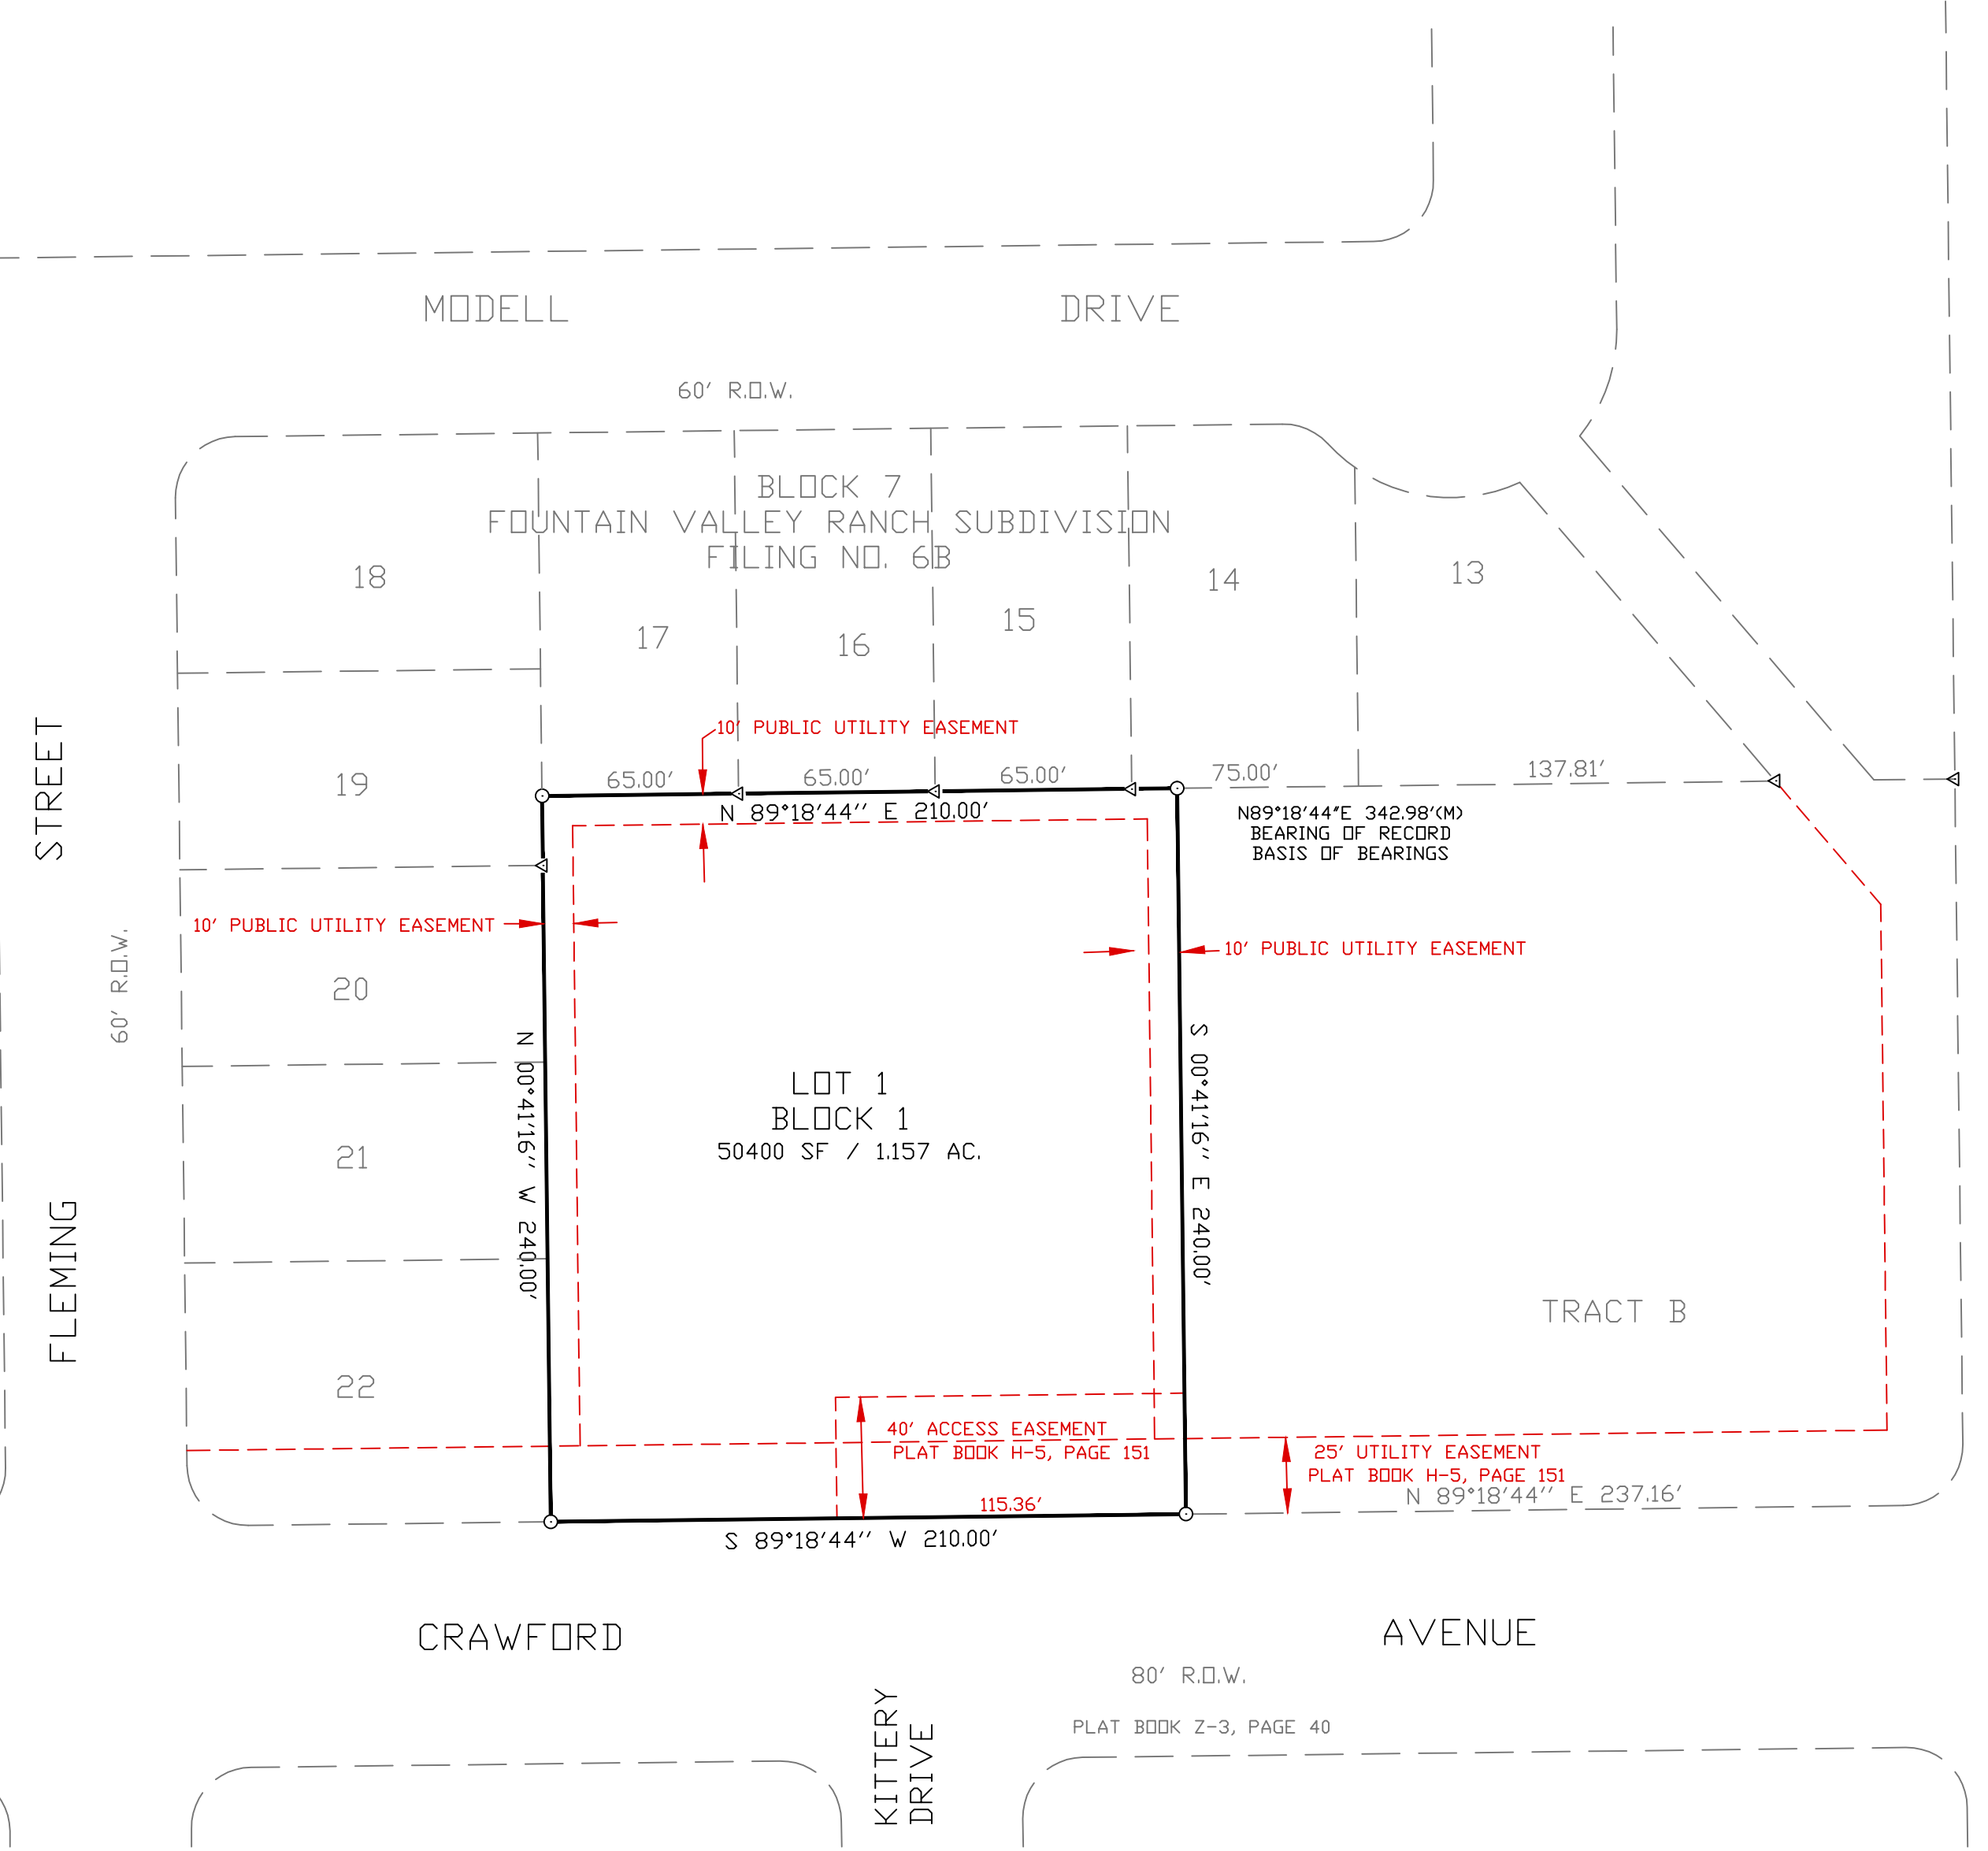 MODELL DRIVE
60' R.O.W.
BLOCK 7
FOUNTAIN VALLEY RANCH SUBDIVISION
FILING NO. 6B
18
17
16
15
14
13
10' PUBLIC UTILITY EASEMENT
65.00'
65.00'
65.00'
75.00'
137.81'
N 89°18'44'' E 210.00'
N89°18'44"E 342.98'(M)
BEARING OF RECORD
BASIS OF BEARINGS
19
STREET
FLEMING
60' R.O.W.
10' PUBLIC UTILITY EASEMENT
10' PUBLIC UTILITY EASEMENT
20
N 00°41'16'' W 240.00'
S 00°41'16'' E 240.00'
LOT 1
BLOCK 1
50400 SF / 1.157 AC.
21
TRACT B
22
40' ACCESS EASEMENT
PLAT BOOK H-5, PAGE 151
25' UTILITY EASEMENT
PLAT BOOK H-5, PAGE 151
115.36'
N 89°18'44'' E 237.16'
S 89°18'44'' W 210.00'
CRAWFORD AVENUE
80' R.O.W.
PLAT BOOK Z-3, PAGE 40
KITTERY
DRIVE